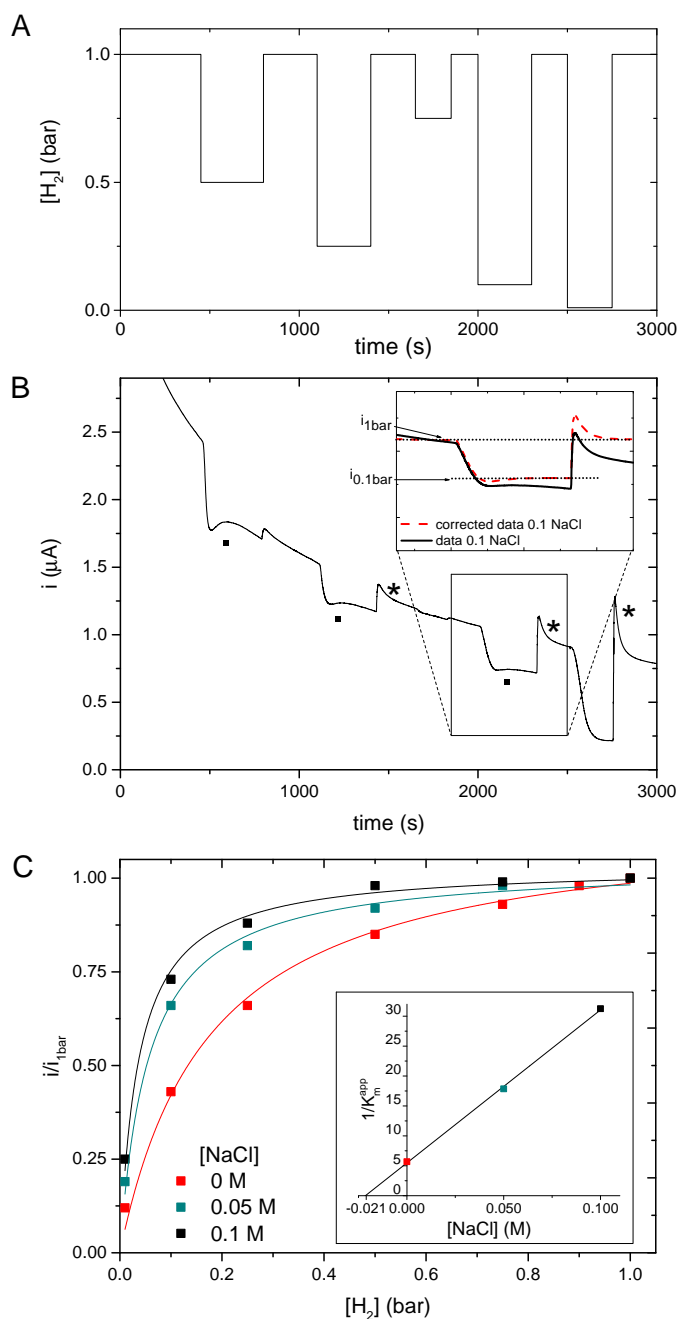 A
1.0
0.5
0.0
[H₂] (bar)
0 1000 2000 3000
time (s)
B
2.5
2.0
1.5
1.0
0.5
0.0
i (μA)
i1bar
i0.1bar
corrected data 0.1 NaCl
data 0.1 NaCl
*
*
*
0 1000 2000 3000
time (s)
C
1.00
0.75
0.50
0.25
0.00
i/i1bar
[NaCl]
0 M
0.05 M
0.1 M
30
25
20
15
10
5
0
1/Kmapp
-0.021 0.000 0.050 0.100
[NaCl] (M)
0.0 0.2 0.4 0.6 0.8 1.0
[H₂] (bar)